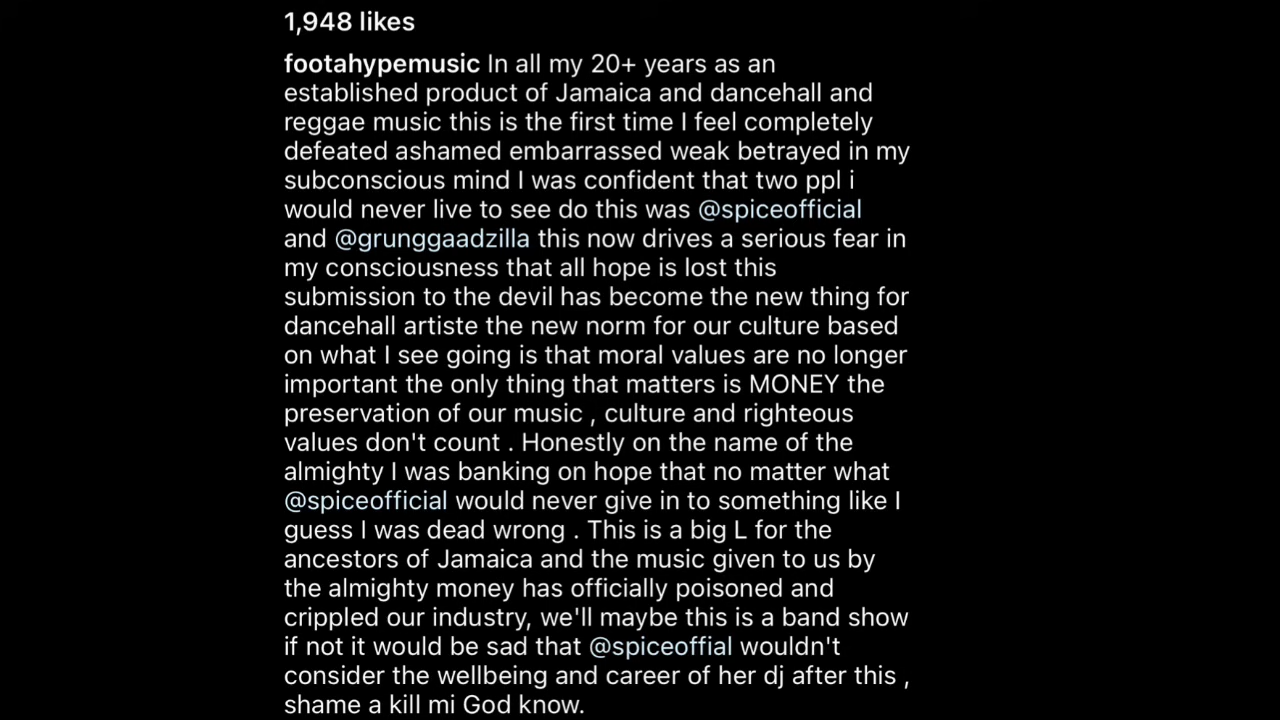 1,948 likes
footahypemusic In all my 20+ years as an
established product of Jamaica and dancehall and
reggae music this is the first time I feel completely
defeated ashamed embarrassed weak betrayed in my
subconscious mind I was confident that two ppl i
would never live to see do this was @spiceofficial
and @grunggaadzilla this now drives a serious fear in
my consciousness that all hope is lost this
submission to the devil has become the new thing for
dancehall artiste the new norm for our culture based
on what I see going is that moral values are no longer
important the only thing that matters is MONEY the
preservation of our music , culture and righteous
values don't count . Honestly on the name of the
almighty I was banking on hope that no matter what
@spiceofficial would never give in to something like I
guess I was dead wrong . This is a big L for the
ancestors of Jamaica and the music given to us by
the almighty money has officially poisoned and
crippled our industry, we'll maybe this is a band show
if not it would be sad that @spiceoffial wouldn't
consider the wellbeing and career of her dj after this ,
shame a kill mi God know.